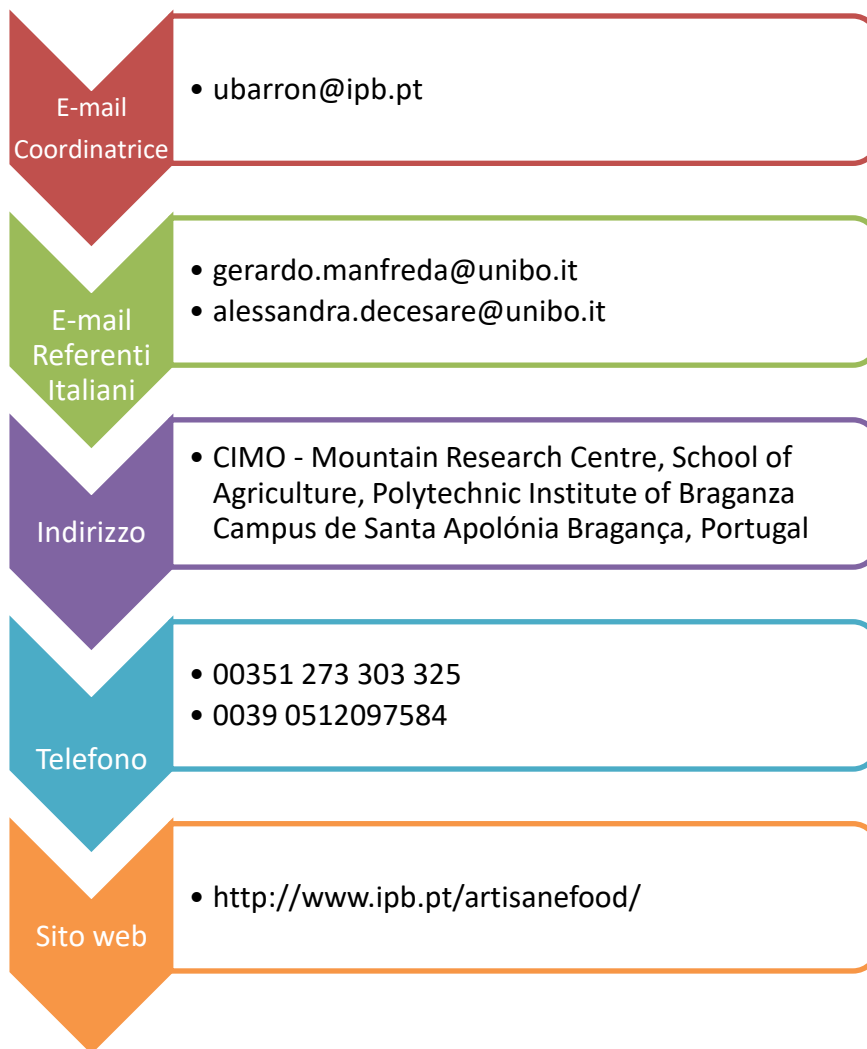 E-mail
Coordinatrice
• ubarron@ipb.pt
E-mail
Referenti
Italiani
• gerardo.manfreda@unibo.it
• alessandra.decesare@unibo.it
Indirizzo
• CIMO - Mountain Research Centre, School of
Agriculture, Polytechnic Institute of Braganza
Campus de Santa Apolónia Bragança, Portugal
Telefono
• 00351 273 303 325
• 0039 0512097584
Sito web
• http://www.ipb.pt/artisanefood/